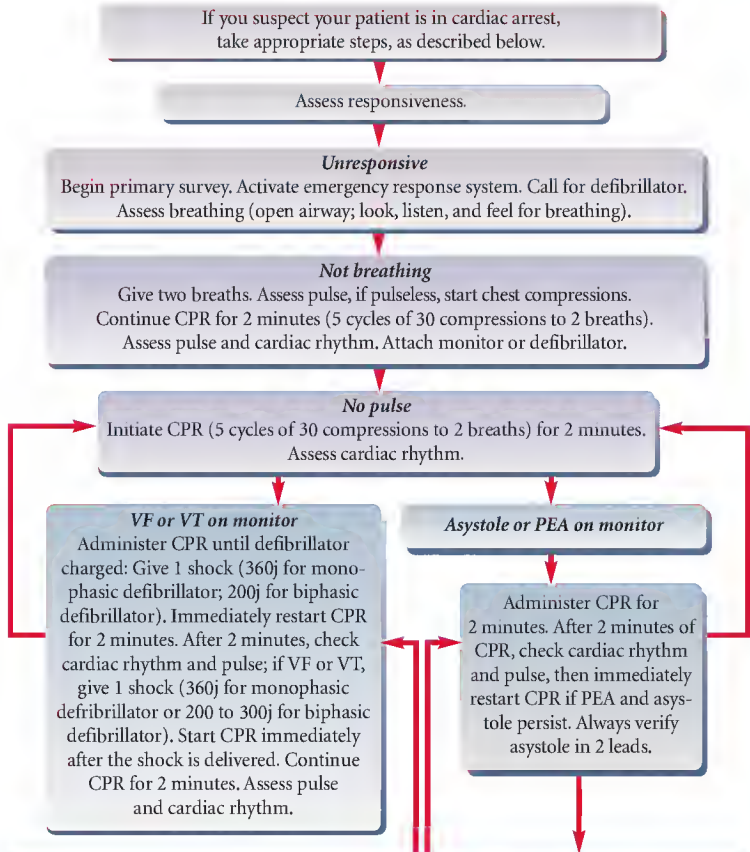 If you suspect your patient is in cardiac arrest,
take appropriate steps, as described below.
Assess responsiveness.
Unresponsive
Begin primary survey. Activate emergency response system. Call for defibrillator.
Assess breathing (open airway; look, listen, and feel for breathing).
Not breathing
Give two breaths. Assess pulse, if pulseless, start chest compressions.
Continue CPR for 2 minutes (5 cycles of 30 compressions to 2 breaths).
Assess pulse and cardiac rhythm. Attach monitor or defibrillator.
No pulse
Initiate CPR (5 cycles of 30 compressions to 2 breaths) for 2 minutes.
Assess cardiac rhythm.
VF or VT on monitor
Administer CPR until defibrillator
charged: Give 1 shock (360j for mono-
phasic defibrillator; 200j for biphasic
defibrillator). Immediately restart CPR
for 2 minutes. After 2 minutes, check
cardiac rhythm and pulse; if VF or VT,
give 1 shock (360j for monophasic
defribrillator or 200 to 300j for biphasic
defibrillator). Start CPR immediately
after the shock is delivered. Continue
CPR for 2 minutes. Assess pulse
and cardiac rhythm.
Asystole or PEA on monitor
Administer CPR for
2 minutes. After 2 minutes of
CPR, check cardiac rhythm
and pulse, then immediately
restart CPR if PEA and asys-
tole persist. Always verify
asystole in 2 leads.